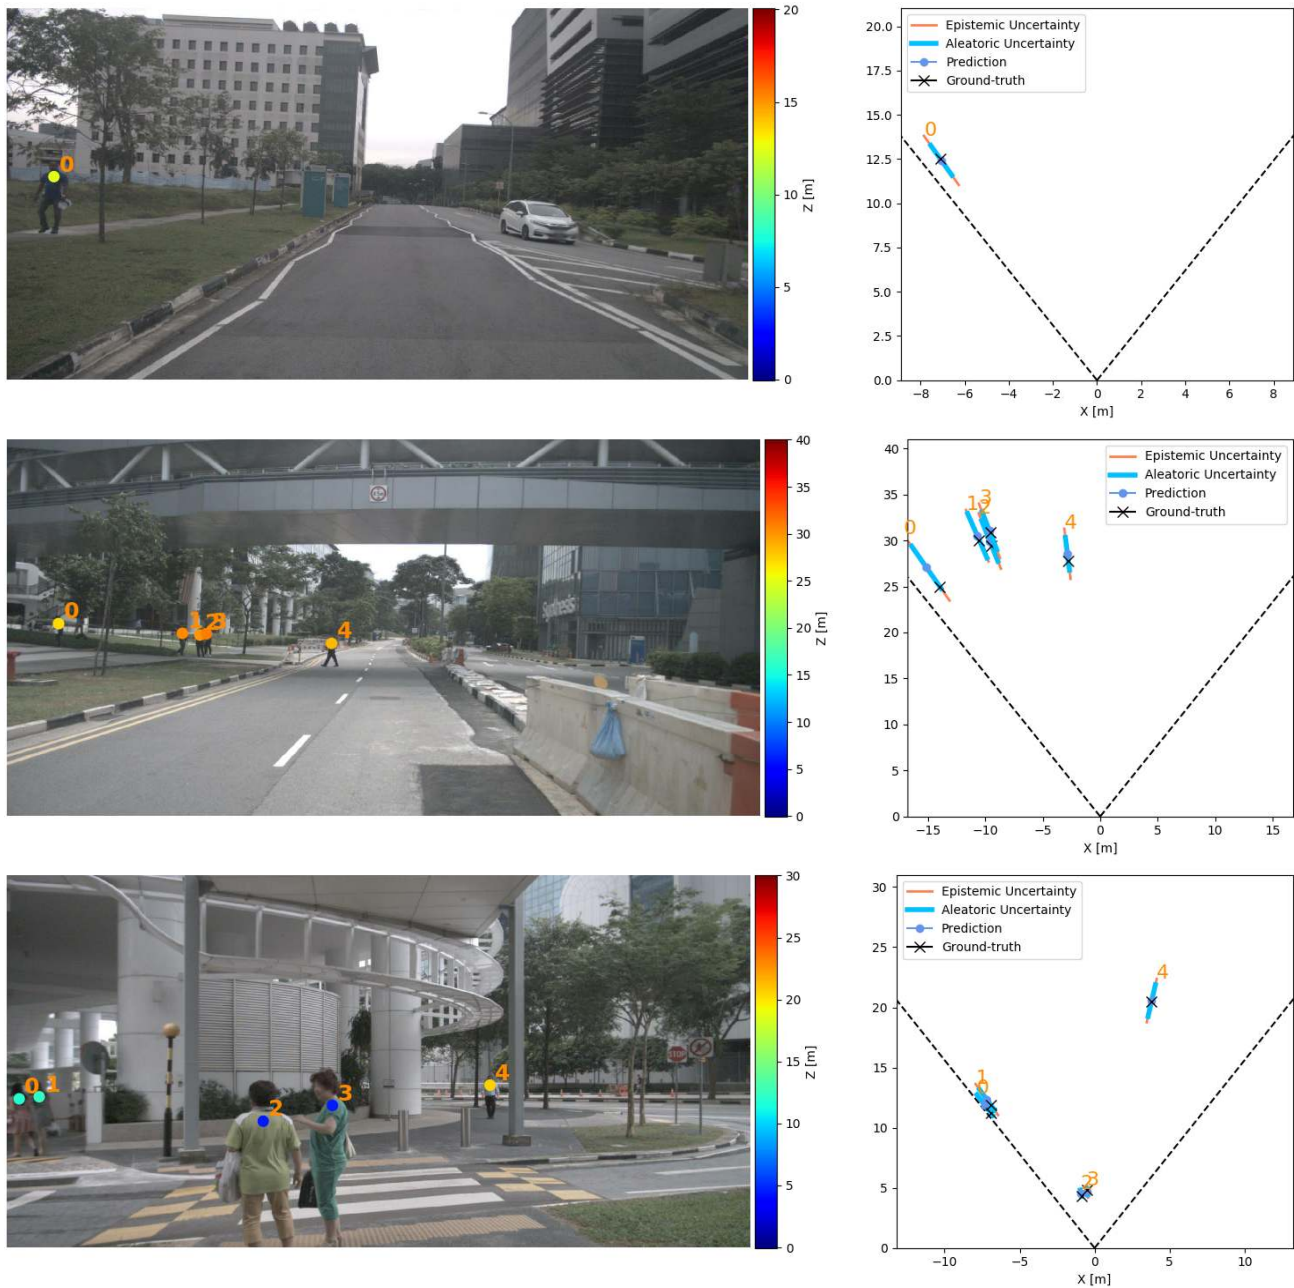 0
20
15
10
5
0
Z [m]
Epistemic Uncertainty
Aleatoric Uncertainty
Prediction
Ground-truth
0
20.0
17.5
15.0
12.5
10.0
7.5
5.0
2.5
0.0
−8 −6 −4 −2 0 2 4 6 8
X [m]
0 1 2 3 4
Synthesis
40
35
30
25
20
15
10
5
0
Z [m]
Epistemic Uncertainty
Aleatoric Uncertainty
Prediction
Ground-truth
0 1 2 3 4
40
35
30
25
20
15
10
5
0
−15 −10 −5 0 5 10 15
X [m]
0 1 2 3 4
STOP
30
25
20
15
10
5
0
Z [m]
Epistemic Uncertainty
Aleatoric Uncertainty
Prediction
Ground-truth
4
1
0
2 3
30
25
20
15
10
5
0
−10 −5 0 5 10
X [m]